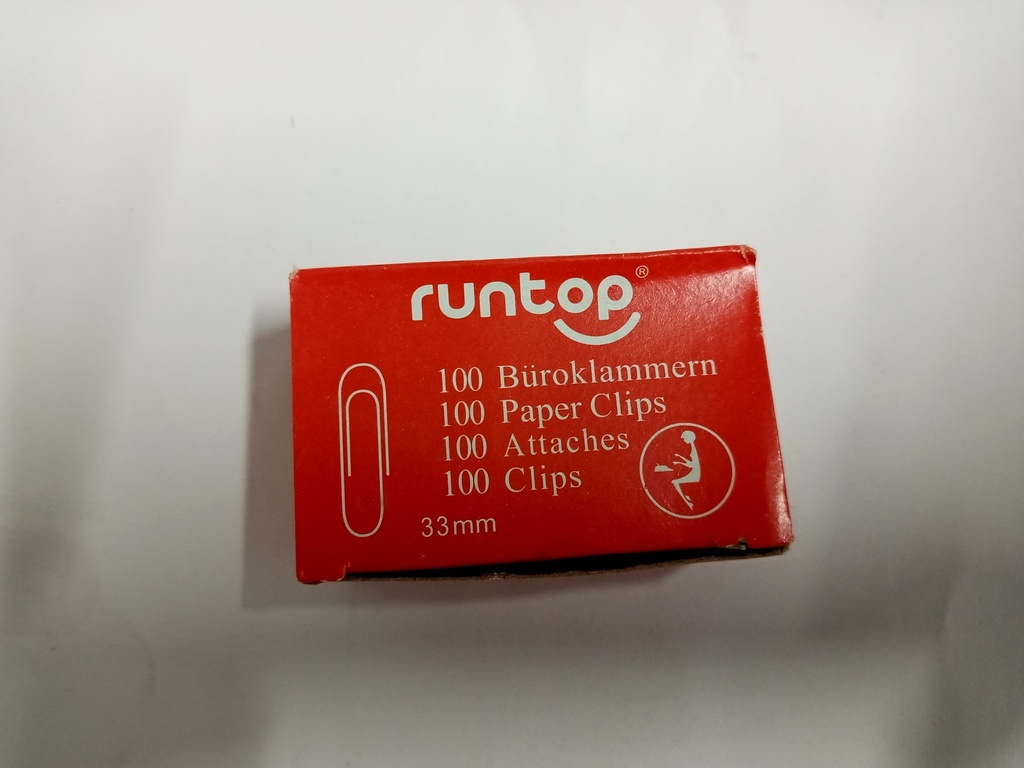 runtop®
100 Büroklammern
100 Paper Clips
100 Attaches
100 Clips
33mm